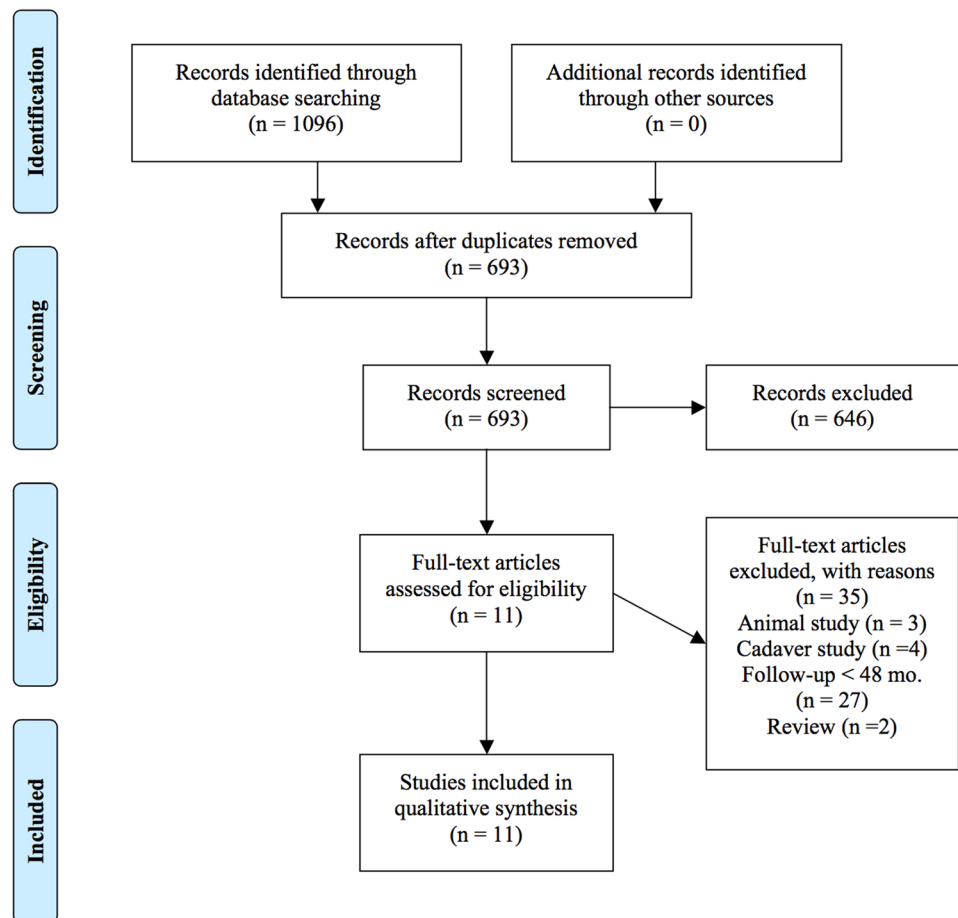 Identification
Records identified through
database searching
(n = 1096)
Additional records identified
through other sources
(n = 0)
Records after duplicates removed
(n = 693)
Screening
Records screened
(n = 693)
Records excluded
(n = 646)
Eligibility
Full-text articles
assessed for eligibility
(n = 11)
Full-text articles
excluded, with reasons
(n = 35)
Animal study (n = 3)
Cadaver study (n =4)
Follow-up < 48 mo.
(n = 27)
Review (n =2)
Included
Studies included in
qualitative synthesis
(n = 11)